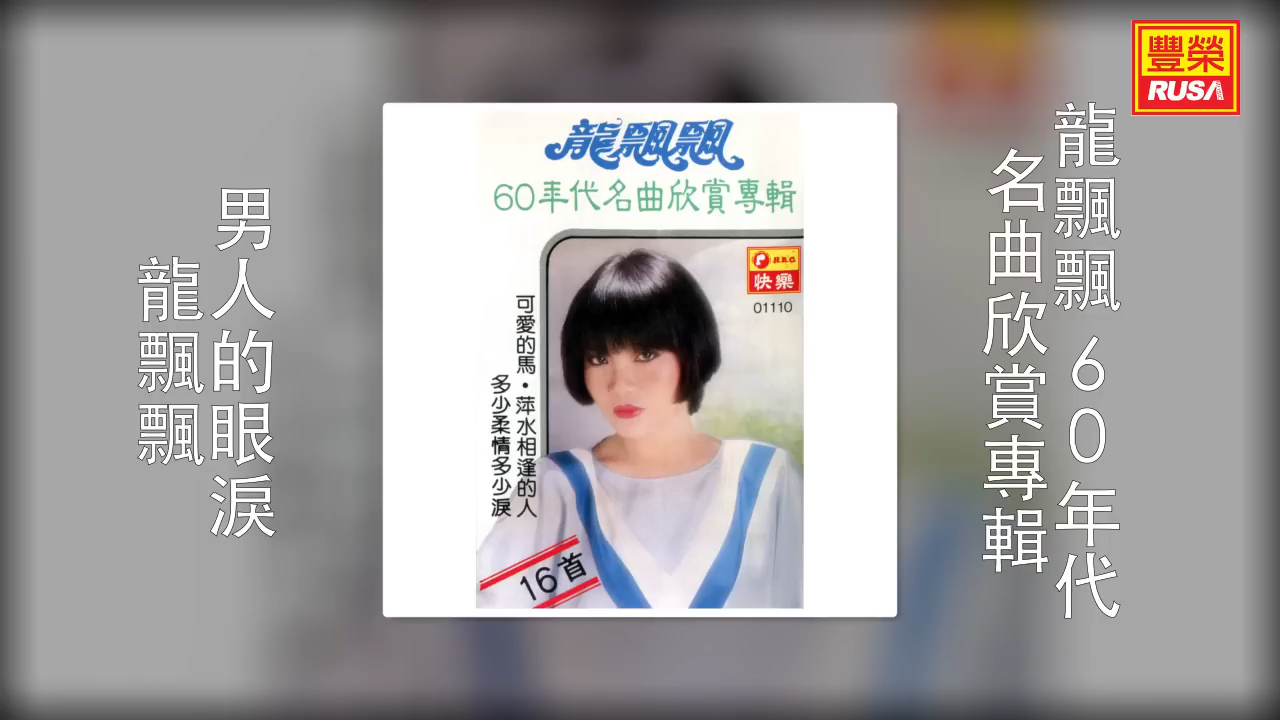 豐榮
RUSA
龍飄飄 60年代
名曲欣賞專輯
龍飄飄
60年代名曲欣賞專輯
H.K.C.
快樂
01110
可愛的馬・萍水相逢的人
多少柔情多少淚
16首
男人的眼淚
龍飄飄